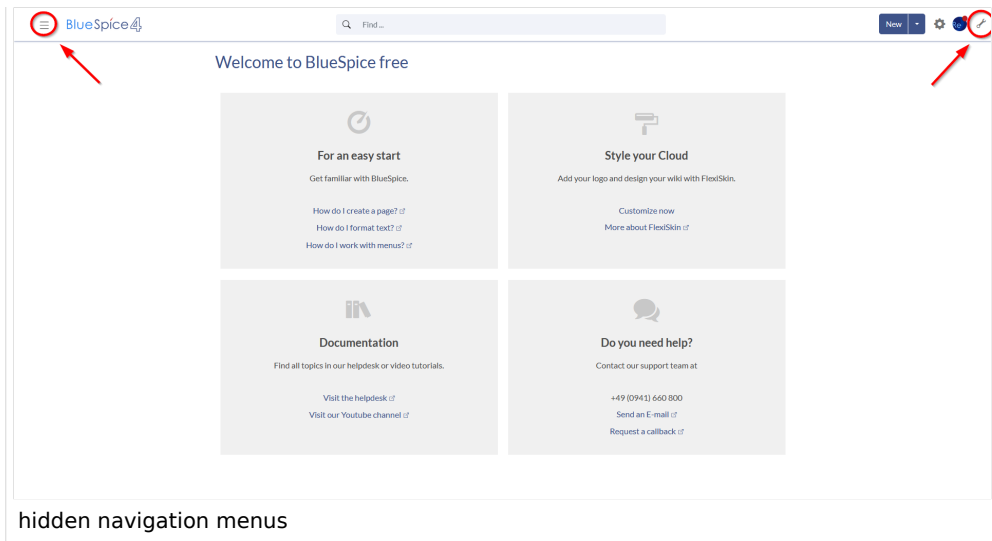 BlueSpice 4
Find ...
New
Welcome to BlueSpice free
For an easy start
Get familiar with BlueSpice.
How do I create a page?
How do I format text?
How do I work with menus?
Style your Cloud
Add your logo and design your wiki with FlexiSkin.
Customize now
More about FlexiSkin
Documentation
Find all topics in our helpdesk or video tutorials.
Visit the helpdesk
Visit our Youtube channel
Do you need help?
Contact our support team at
+49 (0941) 660 800
Send an E-mail
Request a callback
hidden navigation menus